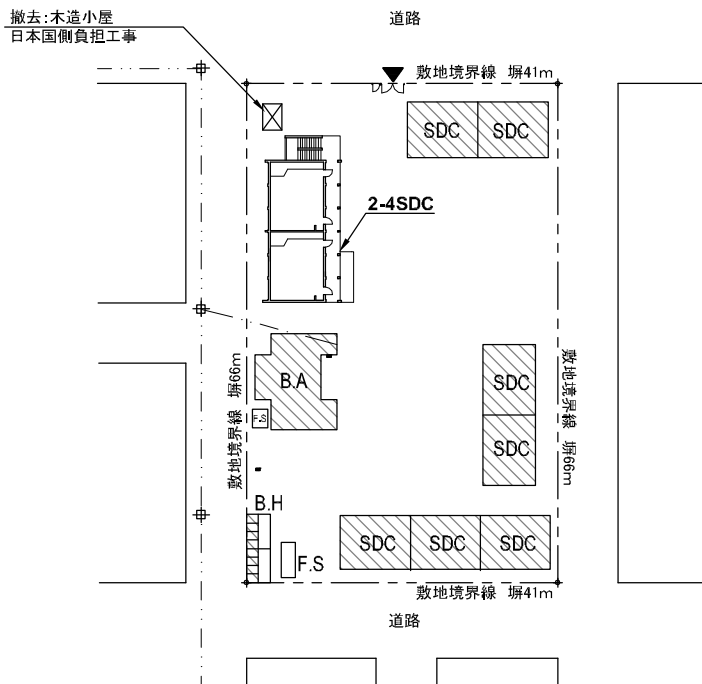 撤去:木造小屋
日本国側負担工事
道路
敷地境界線 塀41m
SDC
SDC
2-4SDC
敷地境界線 塀66m
敷地境界線 塀66m
B.A
F.S
SDC
SDC
B.H
F.S
SDC
SDC
SDC
敷地境界線 塀41m
道路